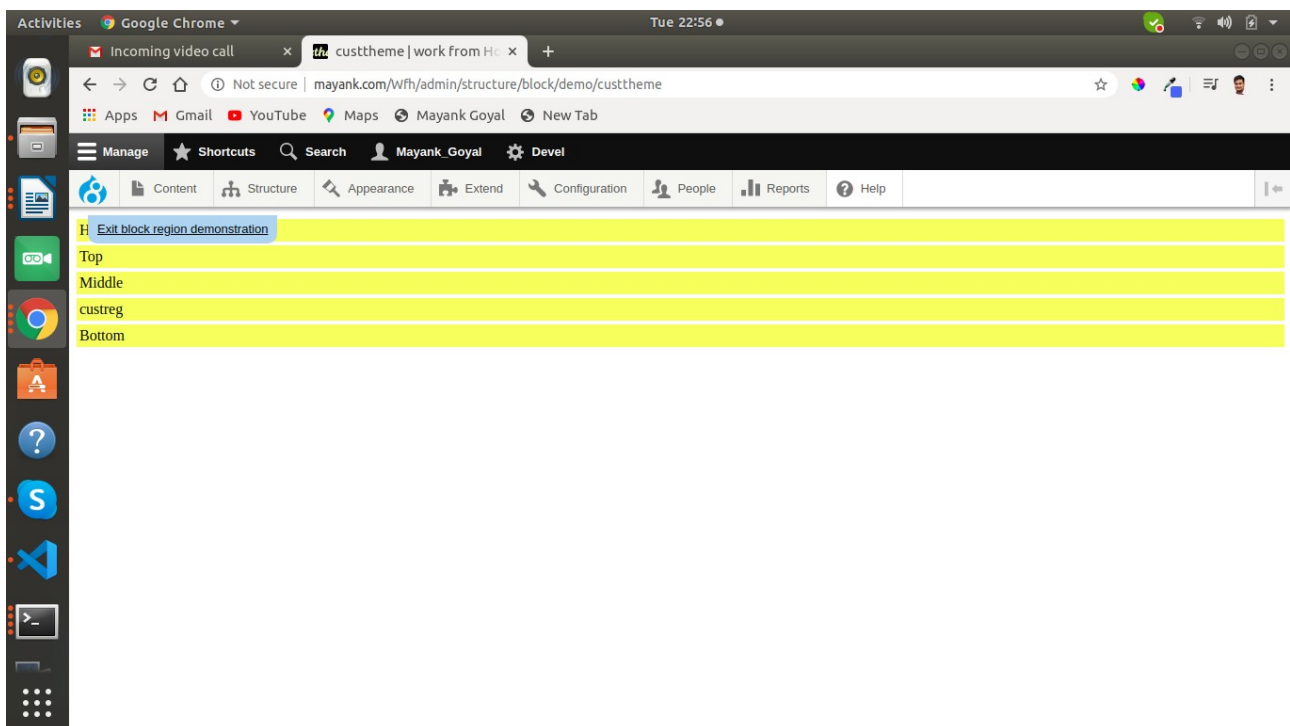 Activities Google Chrome Tue 22:56
Incoming video call × custtheme | work from Ho × +
Not secure | mayank.com/Wfh/admin/structure/block/demo/custtheme
Apps Gmail YouTube Maps Mayank Goyal New Tab
Manage Shortcuts Search Mayank_Goyal Devel
Content Structure Appearance Extend Configuration People Reports Help
H Exit block region demonstration
Top
Middle
custreg
Bottom